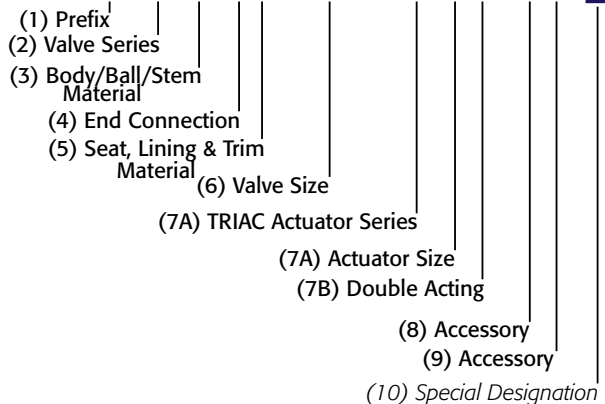 (1) Prefix
(2) Valve Series
(3) Body/Ball/Stem
Material
(4) End Connection
(5) Seat, Lining & Trim
Material
(6) Valve Size
(7A) TRIAC Actuator Series
(7A) Actuator Size
(7B) Double Acting
(8) Accessory
(9) Accessory
(10) Special Designation